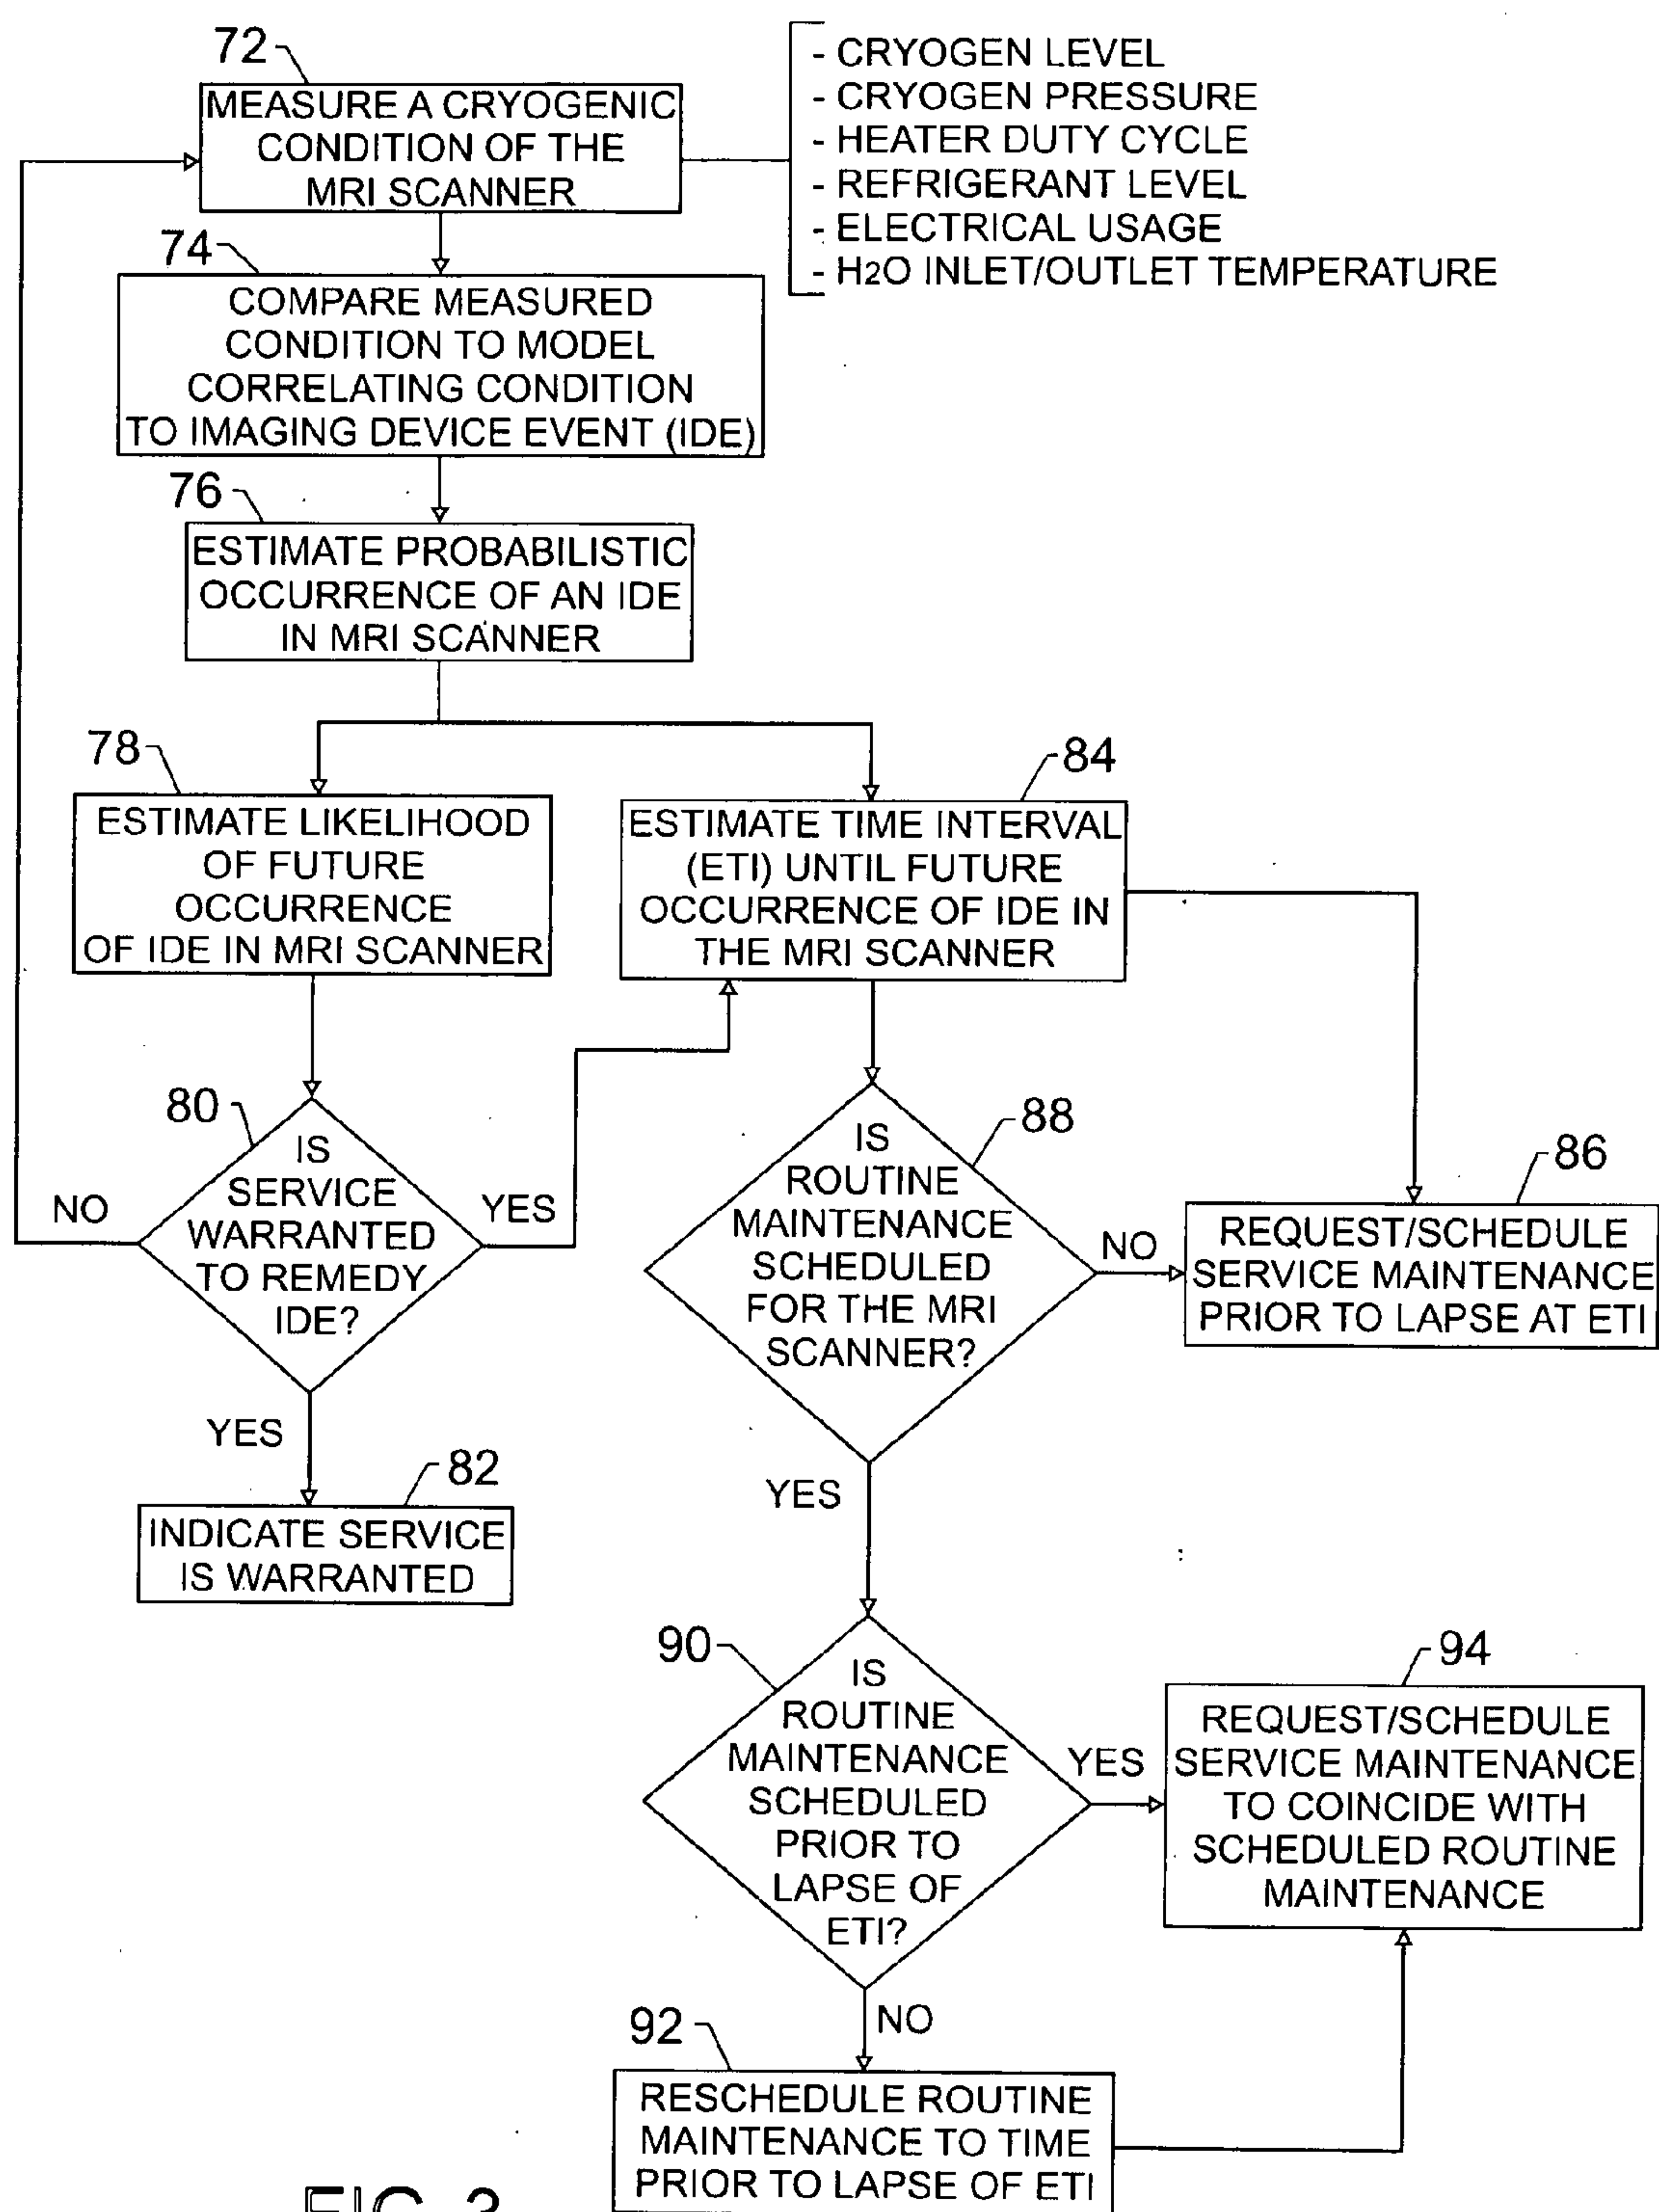 72
MEASURE A CRYOGENIC
CONDITION OF THE
MRI SCANNER
- CRYOGEN LEVEL
- CRYOGEN PRESSURE
- HEATER DUTY CYCLE
- REFRIGERANT LEVEL
- ELECTRICAL USAGE
- H2O INLET/OUTLET TEMPERATURE
74
COMPARE MEASURED
CONDITION TO MODEL
CORRELATING CONDITION
TO IMAGING DEVICE EVENT (IDE)
76
ESTIMATE PROBABILISTIC
OCCURRENCE OF AN IDE
IN MRI SCANNER
78
ESTIMATE LIKELIHOOD
OF FUTURE
OCCURRENCE
OF IDE IN MRI SCANNER
84
ESTIMATE TIME INTERVAL
(ETI) UNTIL FUTURE
OCCURRENCE OF IDE IN
THE MRI SCANNER
80
IS
SERVICE
WARRANTED
TO REMEDY
IDE?
NO
YES
YES
82
INDICATE SERVICE
IS WARRANTED
88
IS
ROUTINE
MAINTENANCE
SCHEDULED
FOR THE MRI
SCANNER?
NO
YES
86
REQUEST/SCHEDULE
SERVICE MAINTENANCE
PRIOR TO LAPSE AT ETI
90
IS
ROUTINE
MAINTENANCE
SCHEDULED
PRIOR TO
LAPSE OF
ETI?
YES
NO
94
REQUEST/SCHEDULE
SERVICE MAINTENANCE
TO COINCIDE WITH
SCHEDULED ROUTINE
MAINTENANCE
92
RESCHEDULE ROUTINE
MAINTENANCE TO TIME
PRIOR TO LAPSE OF ETI